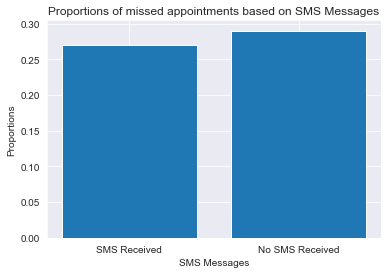 Proportions of missed appointments based on SMS Messages
0.30
0.25
0.20
0.15
0.10
0.05
0.00
Proportions
SMS Received
No SMS Received
SMS Messages